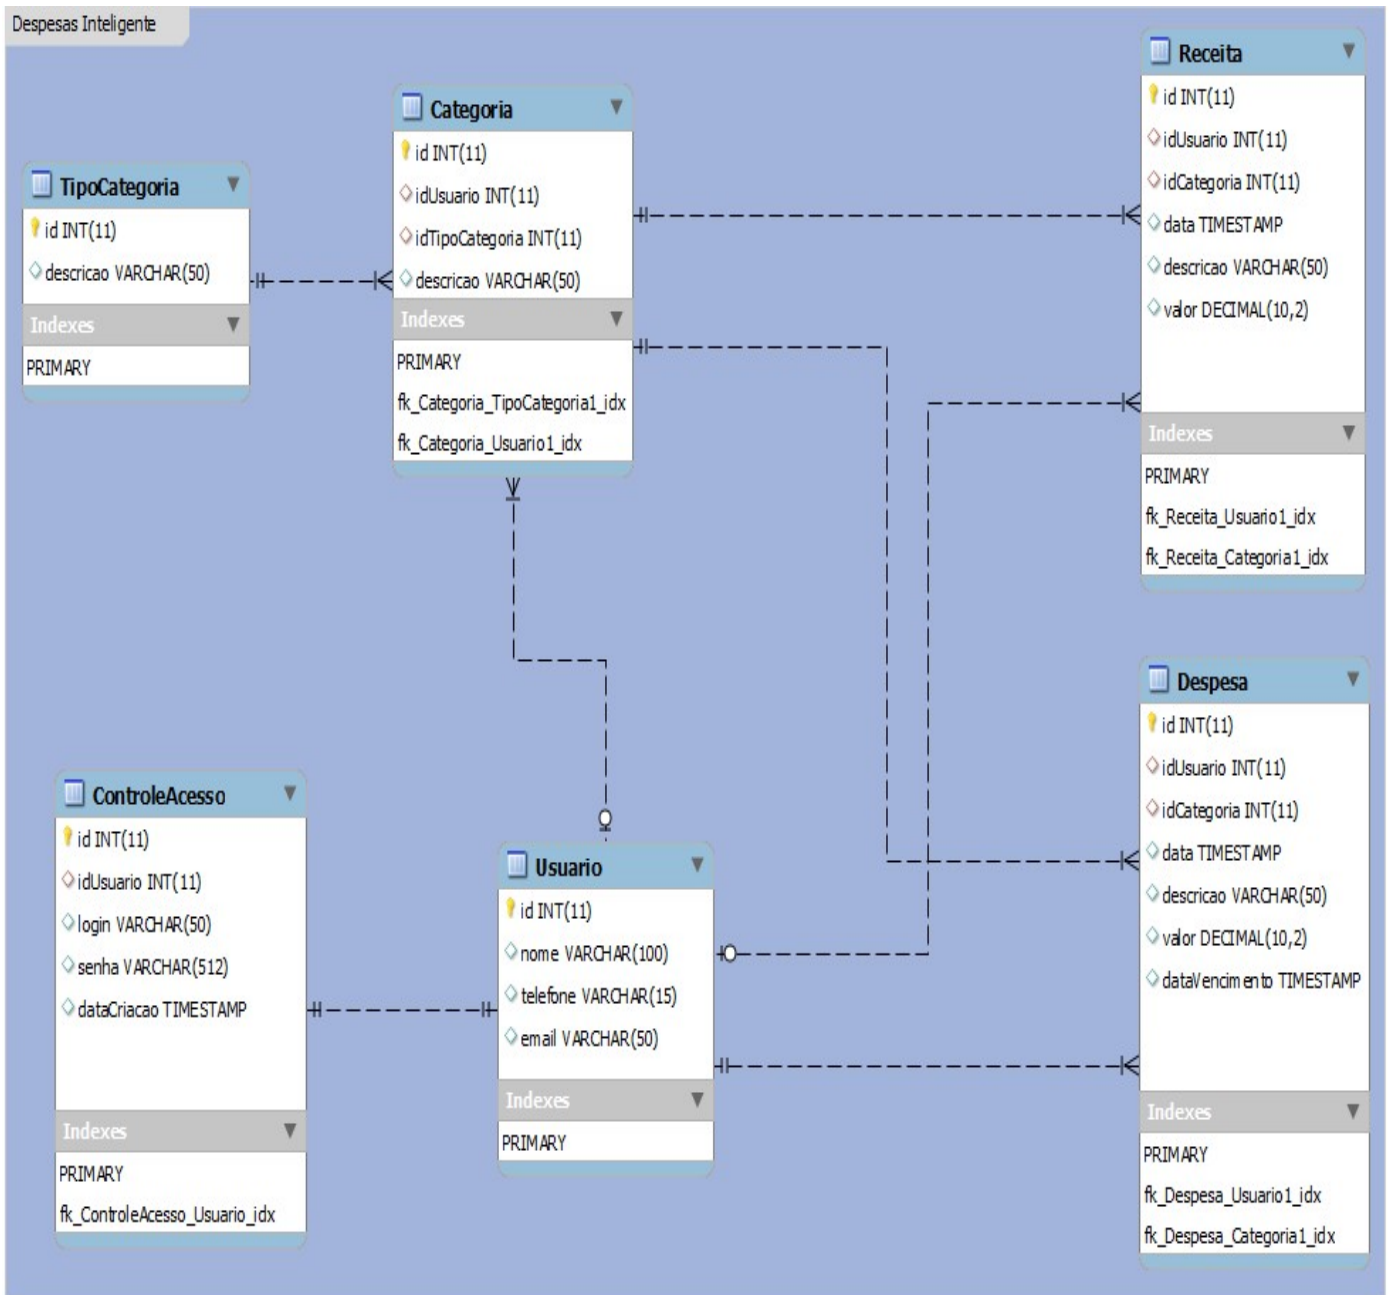 Despesas Inteligente
TipoCategoria
id INT(11)
descricao VARCHAR(50)
Indexes
PRIMARY
Categoria
id INT(11)
idUsuario INT(11)
idTipoCategoria INT(11)
descricao VARCHAR(50)
Indexes
PRIMARY
fk_Categoria_TipoCategoria1_idx
fk_Categoria_Usuario1_idx
Receita
id INT(11)
idUsuario INT(11)
idCategoria INT(11)
data TIMESTAMP
descricao VARCHAR(50)
valor DECIMAL(10,2)
Indexes
PRIMARY
fk_Receita_Usuario1_idx
fk_Receita_Categoria1_idx
ControleAcesso
id INT(11)
idUsuario INT(11)
login VARCHAR(50)
senha VARCHAR(512)
dataCriacao TIMESTAMP
Indexes
PRIMARY
fk_ControleAcesso_Usuario_idx
Usuario
id INT(11)
nome VARCHAR(100)
telefone VARCHAR(15)
email VARCHAR(50)
Indexes
PRIMARY
Despesa
id INT(11)
idUsuario INT(11)
idCategoria INT(11)
data TIMESTAMP
descricao VARCHAR(50)
valor DECIMAL(10,2)
dataVencimento TIMESTAMP
Indexes
PRIMARY
fk_Despesa_Usuario1_idx
fk_Despesa_Categoria1_idx